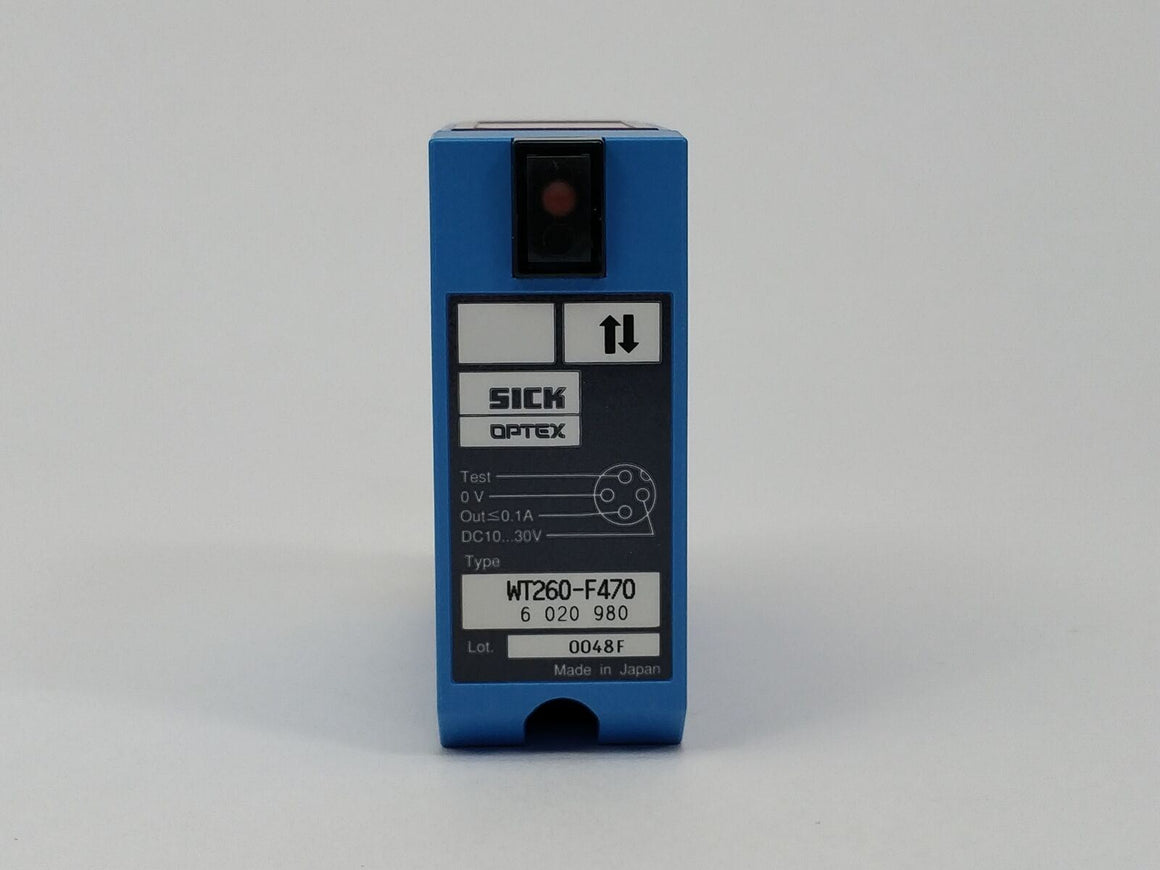 SICK
OPTEX
Test
0 V
Out≤0.1A
DC10...30V
Type
WT260-F470
6 020 980
Lot. 0048F
Made in Japan